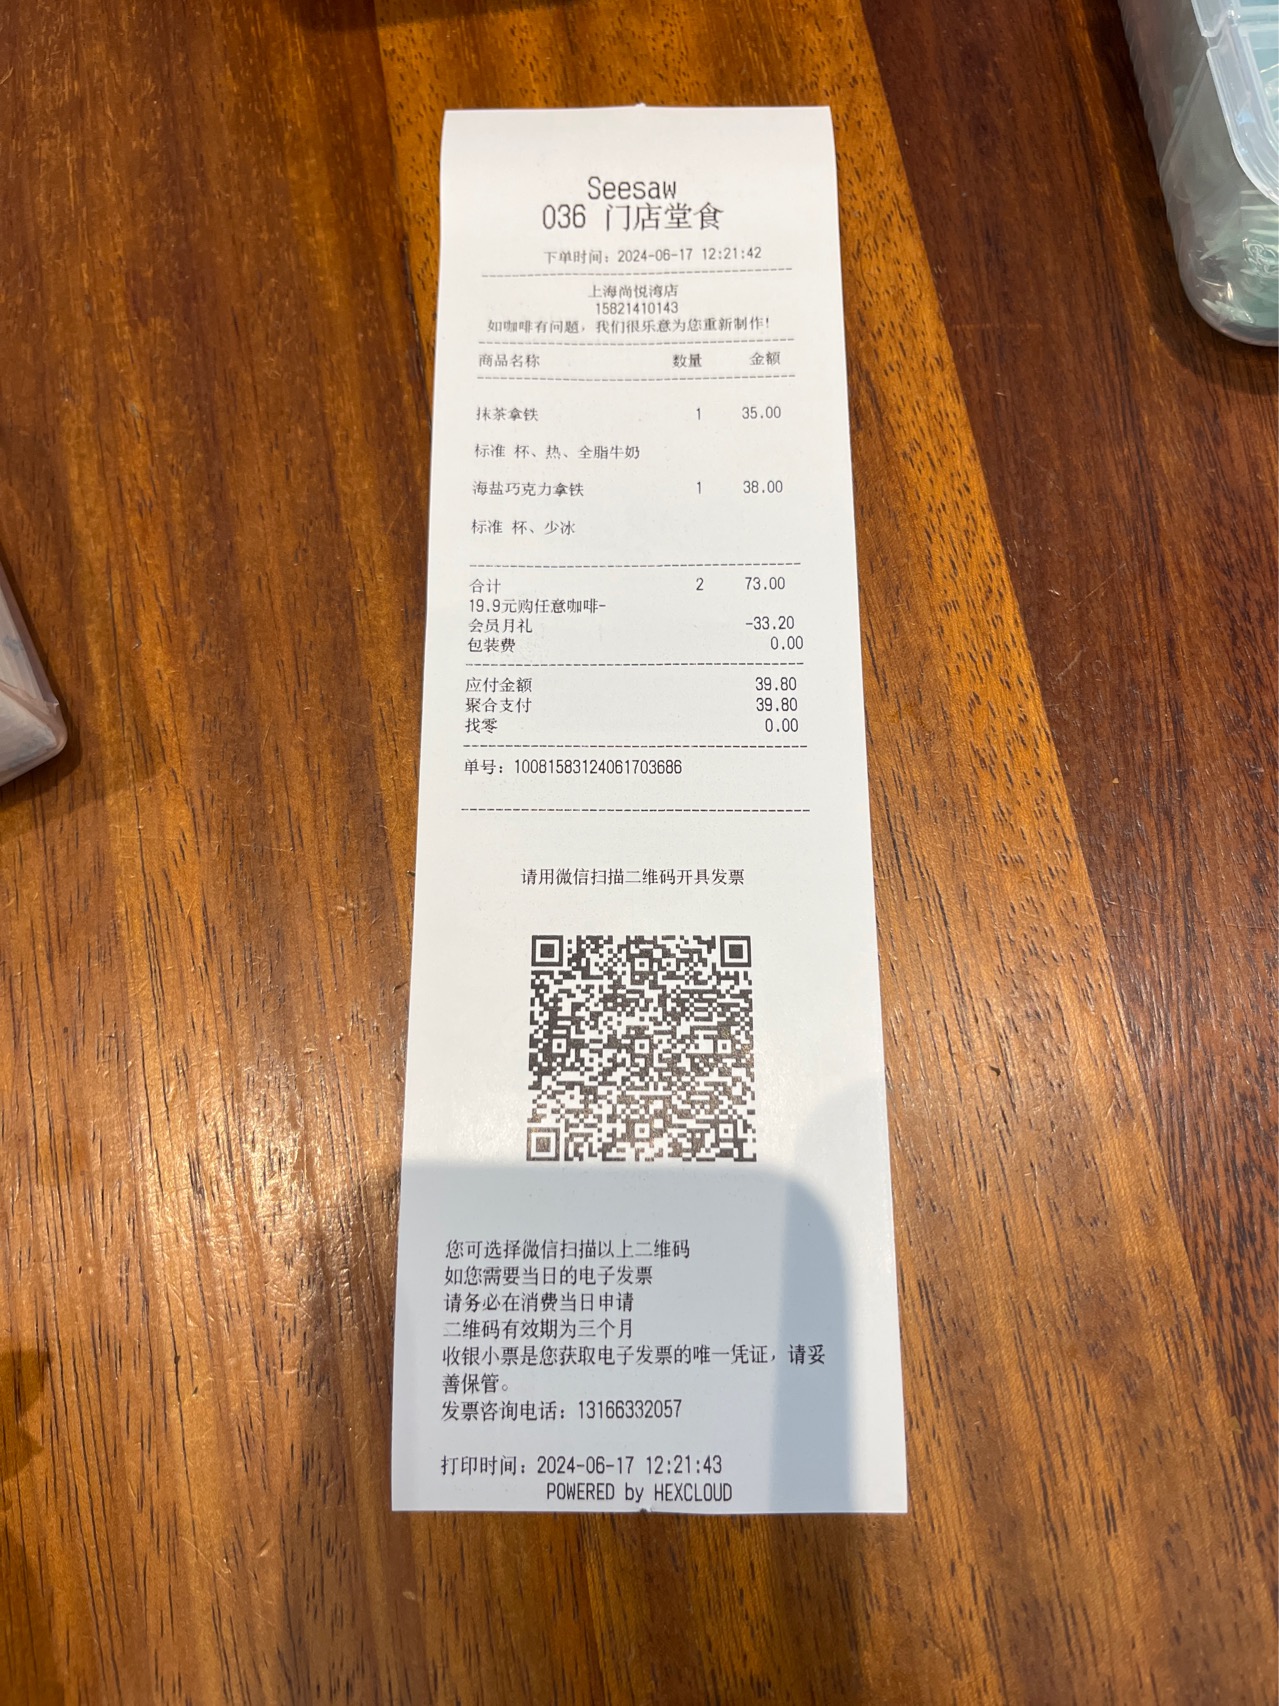 Seesaw
036 门店堂食
下单时间：2024-06-17 12:21:42
上海尚悦湾店
15821410143
如咖啡有问题，我们很乐意为您重新制作！
商品名称 数量 金额
抹茶拿铁 1 35.00
标准 杯、热、全脂牛奶
海盐巧克力拿铁 1 38.00
标准 杯、少冰
合计 2 73.00
19.9元购任意咖啡-
会员月礼 -33.20
包装费 0.00
应付金额 39.80
聚合支付 39.80
找零 0.00
单号：10081583124061703686
请用微信扫描二维码开具发票
您可选择微信扫描以上二维码
如您需要当日的电子发票
请务必在消费当日申请
二维码有效期为三个月
收银小票是您获取电子发票的唯一凭证，请妥
善保管。
发票咨询电话：13166332057
打印时间：2024-06-17 12:21:43
POWERED by HEXCLOUD